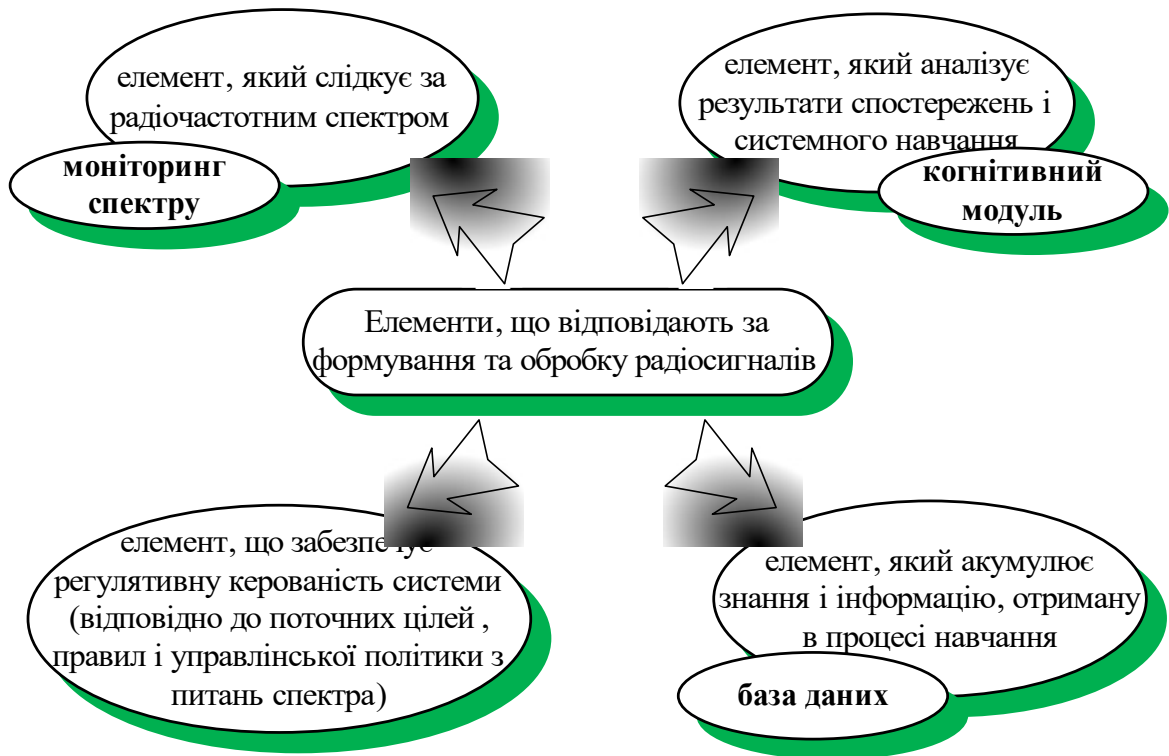 елемент, який слідкує за
радіочастотним спектром
моніторинг
спектру
елемент, який аналізує
результати спостережень і
системного навчання
когнітивний
модуль
Елементи, що відповідають за
формування та обробку радіосигналів
елемент, що забезпечує
регулятивну керованість системи
(відповідно до поточних цілей ,
правил і управлінської політики з
питань спектра)
елемент, який акумулює
знання і інформацію, отриману
в процесі навчання
база даних